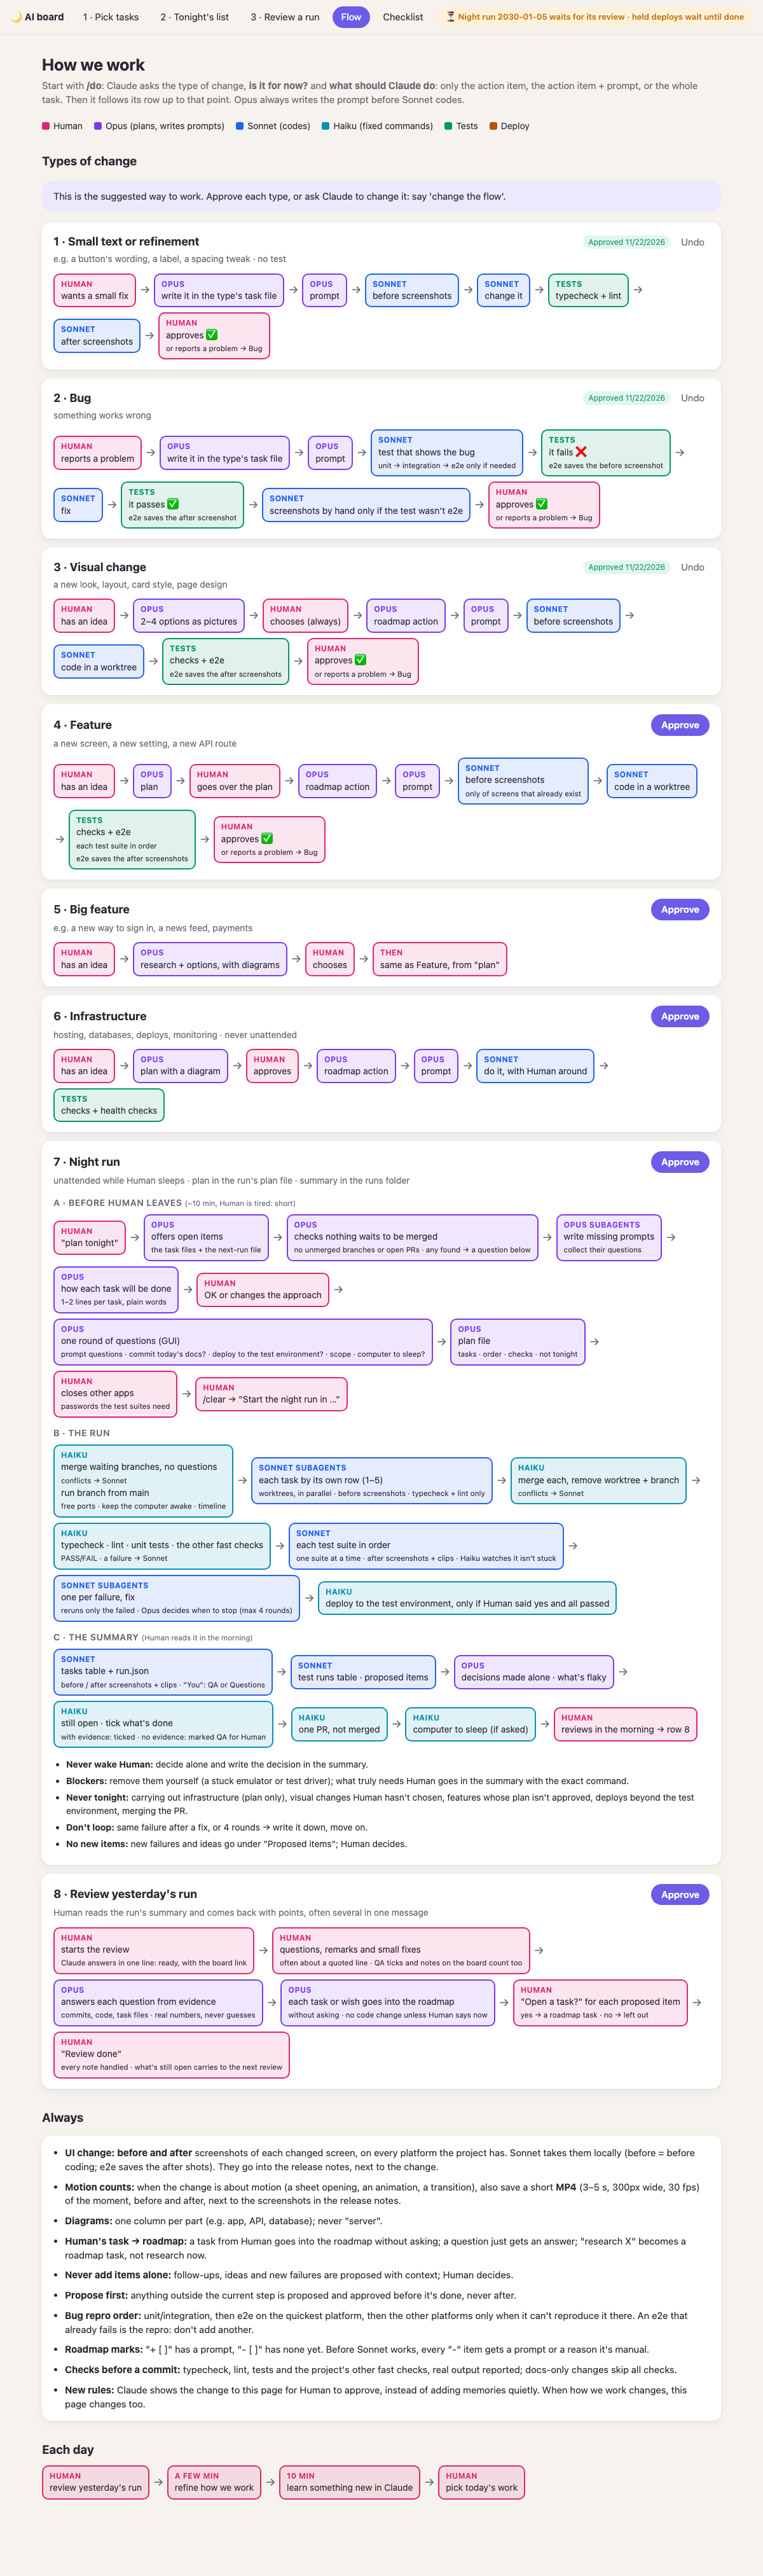 🌙 AI board
1 · Pick tasks
2 · Tonight's list
3 · Review a run
Flow
Checklist
⏳ Night run 2030-01-05 waits for its review · held deploys wait until done
How we work
Start with /do: Claude asks the type of change, is it for now? and what should Claude do: only the action item, the action item + prompt, or the whole
task. Then it follows its row up to that point. Opus always writes the prompt before Sonnet codes.
Human
Opus (plans, writes prompts)
Sonnet (codes)
Haiku (fixed commands)
Tests
Deploy
Types of change
This is the suggested way to work. Approve each type, or ask Claude to change it: say 'change the flow'.
1 · Small text or refinement
Approved 11/22/2026
Undo
e.g. a button's wording, a label, a spacing tweak · no test
HUMAN
wants a small fix
→
OPUS
write it in the type's task file
→
OPUS
prompt
→
SONNET
before screenshots
→
SONNET
change it
→
TESTS
typecheck + lint
→
SONNET
after screenshots
→
HUMAN
approves ✅
or reports a problem → Bug
2 · Bug
Approved 11/22/2026
Undo
something works wrong
HUMAN
reports a problem
→
OPUS
write it in the type's task file
→
OPUS
prompt
→
SONNET
test that shows the bug
unit → integration → e2e only if needed
→
TESTS
it fails ❌
e2e saves the before screenshot
→
SONNET
fix
→
TESTS
it passes ✅
e2e saves the after screenshot
→
SONNET
screenshots by hand only if the test wasn't e2e
→
HUMAN
approves ✅
or reports a problem → Bug
3 · Visual change
Approved 11/22/2026
Undo
a new look, layout, card style, page design
HUMAN
has an idea
→
OPUS
2–4 options as pictures
→
HUMAN
chooses (always)
→
OPUS
roadmap action
→
OPUS
prompt
→
SONNET
before screenshots
→
SONNET
code in a worktree
→
TESTS
checks + e2e
e2e saves the after screenshots
→
HUMAN
approves ✅
or reports a problem → Bug
4 · Feature
Approve
a new screen, a new setting, a new API route
HUMAN
has an idea
→
OPUS
plan
→
HUMAN
goes over the plan
→
OPUS
roadmap action
→
OPUS
prompt
→
SONNET
before screenshots
only of screens that already exist
→
SONNET
code in a worktree
→
TESTS
checks + e2e
each test suite in order
e2e saves the after screenshots
→
HUMAN
approves ✅
or reports a problem → Bug
5 · Big feature
Approve
e.g. a new way to sign in, a news feed, payments
HUMAN
has an idea
→
OPUS
research + options, with diagrams
→
HUMAN
chooses
→
THEN
same as Feature, from "plan"
6 · Infrastructure
Approve
hosting, databases, deploys, monitoring · never unattended
HUMAN
has an idea
→
OPUS
plan with a diagram
→
HUMAN
approves
→
OPUS
roadmap action
→
OPUS
prompt
→
SONNET
do it, with Human around
→
TESTS
checks + health checks
7 · Night run
Approve
unattended while Human sleeps · plan in the run's plan file · summary in the runs folder
A · BEFORE HUMAN LEAVES (~10 min, Human is tired: short)
HUMAN
"plan tonight"
→
OPUS
offers open items
the task files + the next-run file
→
OPUS
checks nothing waits to be merged
no unmerged branches or open PRs · any found → a question below
→
OPUS SUBAGENTS
write missing prompts
collect their questions
→
OPUS
how each task will be done
1–2 lines per task, plain words
→
HUMAN
OK or changes the approach
→
OPUS
one round of questions (GUI)
prompt questions · commit today's docs? · deploy to the test environment? · scope · computer to sleep?
→
OPUS
plan file
tasks · order · checks · not tonight
→
HUMAN
closes other apps
passwords the test suites need
→
HUMAN
/clear → "Start the night run in ..."
B · THE RUN
HAIKU
merge waiting branches, no questions
conflicts → Sonnet
run branch from main
free ports · keep the computer awake · timeline
→
SONNET SUBAGENTS
each task by its own row (1–5)
worktrees, in parallel · before screenshots · typecheck + lint only
→
HAIKU
merge each, remove worktree + branch
conflicts → Sonnet
→
HAIKU
typecheck · lint · unit tests · the other fast checks
PASS/FAIL · a failure → Sonnet
→
SONNET
each test suite in order
one suite at a time · after screenshots + clips · Haiku watches it isn't stuck
→
SONNET SUBAGENTS
one per failure, fix
reruns only the failed · Opus decides when to stop (max 4 rounds)
→
HAIKU
deploy to the test environment, only if Human said yes and all passed
C · THE SUMMARY (Human reads it in the morning)
SONNET
tasks table + run.json
before / after screenshots + clips · "You": QA or Questions
→
SONNET
test runs table · proposed items
→
OPUS
decisions made alone · what's flaky
→
HAIKU
still open · tick what's done
with evidence: ticked · no evidence: marked QA for Human
→
HAIKU
one PR, not merged
→
HAIKU
computer to sleep (if asked)
→
HUMAN
reviews in the morning → row 8
• Never wake Human: decide alone and write the decision in the summary.
• Blockers: remove them yourself (a stuck emulator or test driver); what truly needs Human goes in the summary with the exact command.
• Never tonight: carrying out infrastructure (plan only), visual changes Human hasn't chosen, features whose plan isn't approved, deploys beyond the test
environment, merging the PR.
• Don't loop: same failure after a fix, or 4 rounds → write it down, move on.
• No new items: new failures and ideas go under "Proposed items"; Human decides.
8 · Review yesterday's run
Approve
Human reads the run's summary and comes back with points, often several in one message
HUMAN
starts the review
Claude answers in one line: ready, with the board link
→
HUMAN
questions, remarks and small fixes
often about a quoted line · QA ticks and notes on the board count too
→
OPUS
answers each question from evidence
commits, code, task files · real numbers, never guesses
→
OPUS
each task or wish goes into the roadmap
without asking · no code change unless Human says now
→
HUMAN
"Open a task?" for each proposed item
yes → a roadmap task · no → left out
→
HUMAN
"Review done"
every note handled · what's still open carries to the next review
Always
• UI change: before and after screenshots of each changed screen, on every platform the project has. Sonnet takes them locally (before = before
coding; e2e saves the after shots). They go into the release notes, next to the change.
• Motion counts: when the change is about motion (a sheet opening, an animation, a transition), also save a short MP4 (3–5 s, 300px wide, 30 fps)
of the moment, before and after, next to the screenshots in the release notes.
• Diagrams: one column per part (e.g. app, API, database); never "server".
• Human's task → roadmap: a task from Human goes into the roadmap without asking; a question just gets an answer; "research X" becomes a
roadmap task, not research now.
• Never add items alone: follow-ups, ideas and new failures are proposed with context; Human decides.
• Propose first: anything outside the current step is proposed and approved before it's done, never after.
• Bug repro order: unit/integration, then e2e on the quickest platform, then the other platforms only when it can't reproduce it there. An e2e that
already fails is the repro: don't add another.
• Roadmap marks: "+ [ ]" has a prompt, "- [ ]" has none yet. Before Sonnet works, every "-" item gets a prompt or a reason it's manual.
• Checks before a commit: typecheck, lint, tests and the project's other fast checks, real output reported; docs-only changes skip all checks.
• New rules: Claude shows the change to this page for Human to approve, instead of adding memories quietly. When how we work changes, this
page changes too.
Each day
HUMAN
review yesterday's run
→
A FEW MIN
refine how we work
→
10 MIN
learn something new in Claude
→
HUMAN
pick today's work